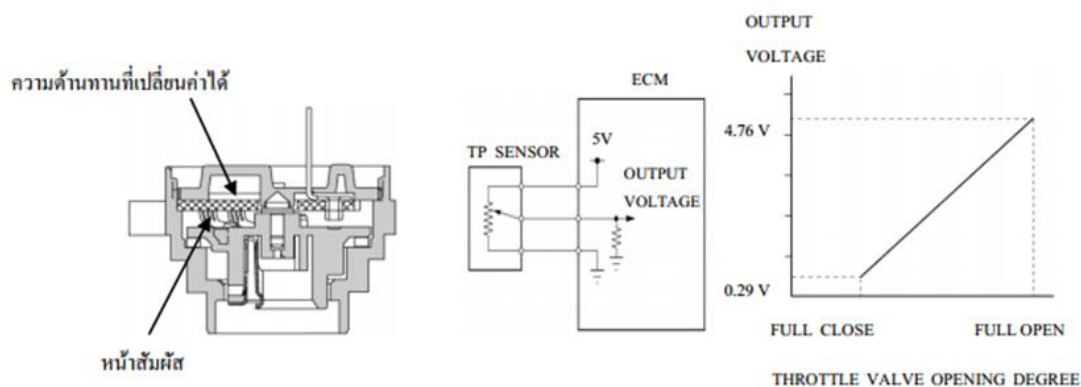 ความต้านทานที่เปลี่ยนค่าได้
หน้าสัมผัส
TP SENSOR
ECM
5V
OUTPUT
VOLTAGE
OUTPUT
VOLTAGE
4.76 V
0.29 V
FULL CLOSE
FULL OPEN
THROTTLE VALVE OPENING DEGREE